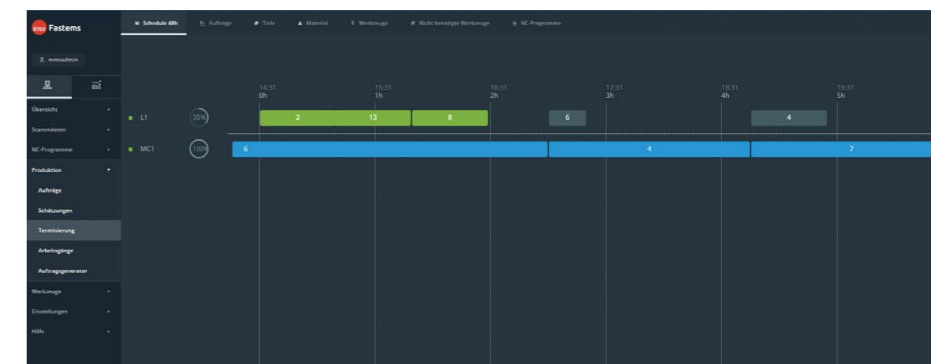 8760 Fastems
Schedule 48h Aufträge Teile Material Werkzeuge Nicht benötigte Werkzeuge NC-Programme
mmsadmin
14:31 15:31 16:31 17:31 18:31 19:31
0h 1h 2h 3h 4h 5h
Übersicht
L1 35% 2 13 8 6 4
Stammdaten
NC-Programme
MC1 100% 6 4 7
Produktion
Aufträge
Schätzungen
Terminierung
Arbeitsgänge
Auftragsgenerator
Werkzeuge
Einstellungen
Hilfe